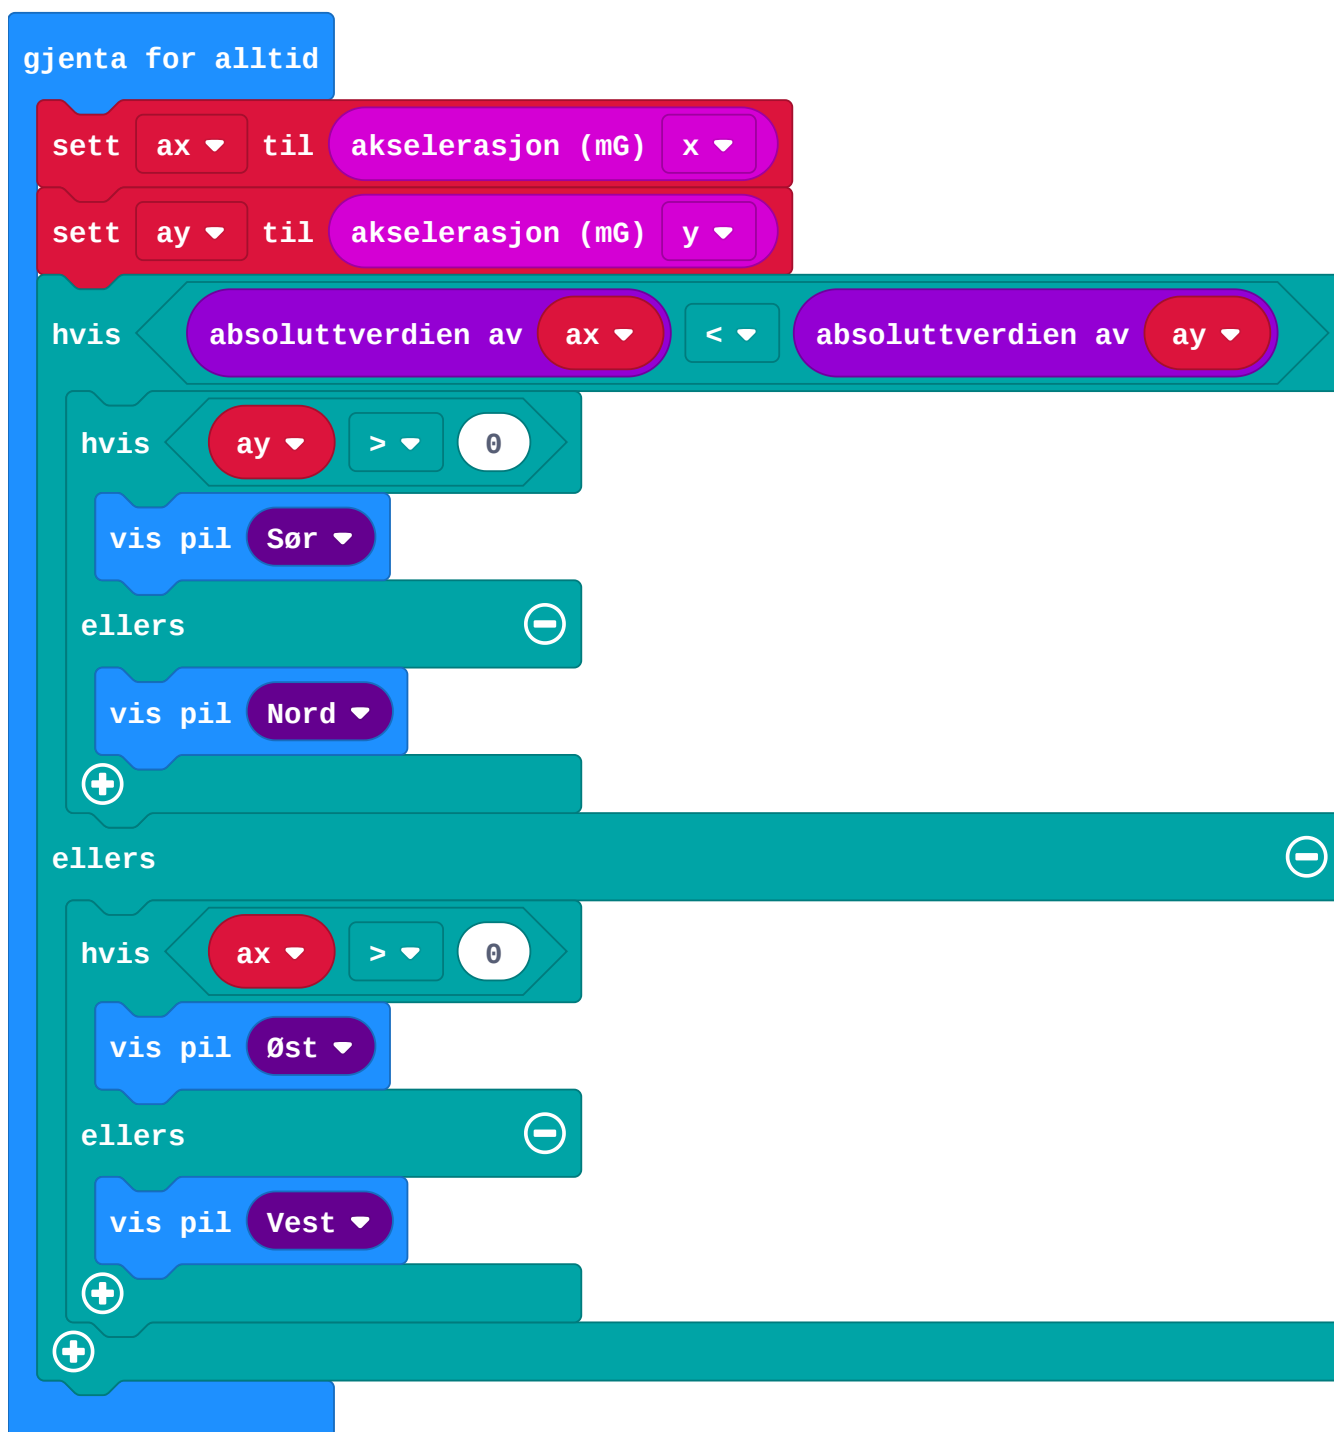 gjenta for alltid
sett ax til akselerasjon (mG) x
sett ay til akselerasjon (mG) y
hvis absoluttverdien av ax < absoluttverdien av ay
hvis ay > 0
vis pil Sør
ellers
vis pil Nord
ellers
hvis ax > 0
vis pil Øst
ellers
vis pil Vest